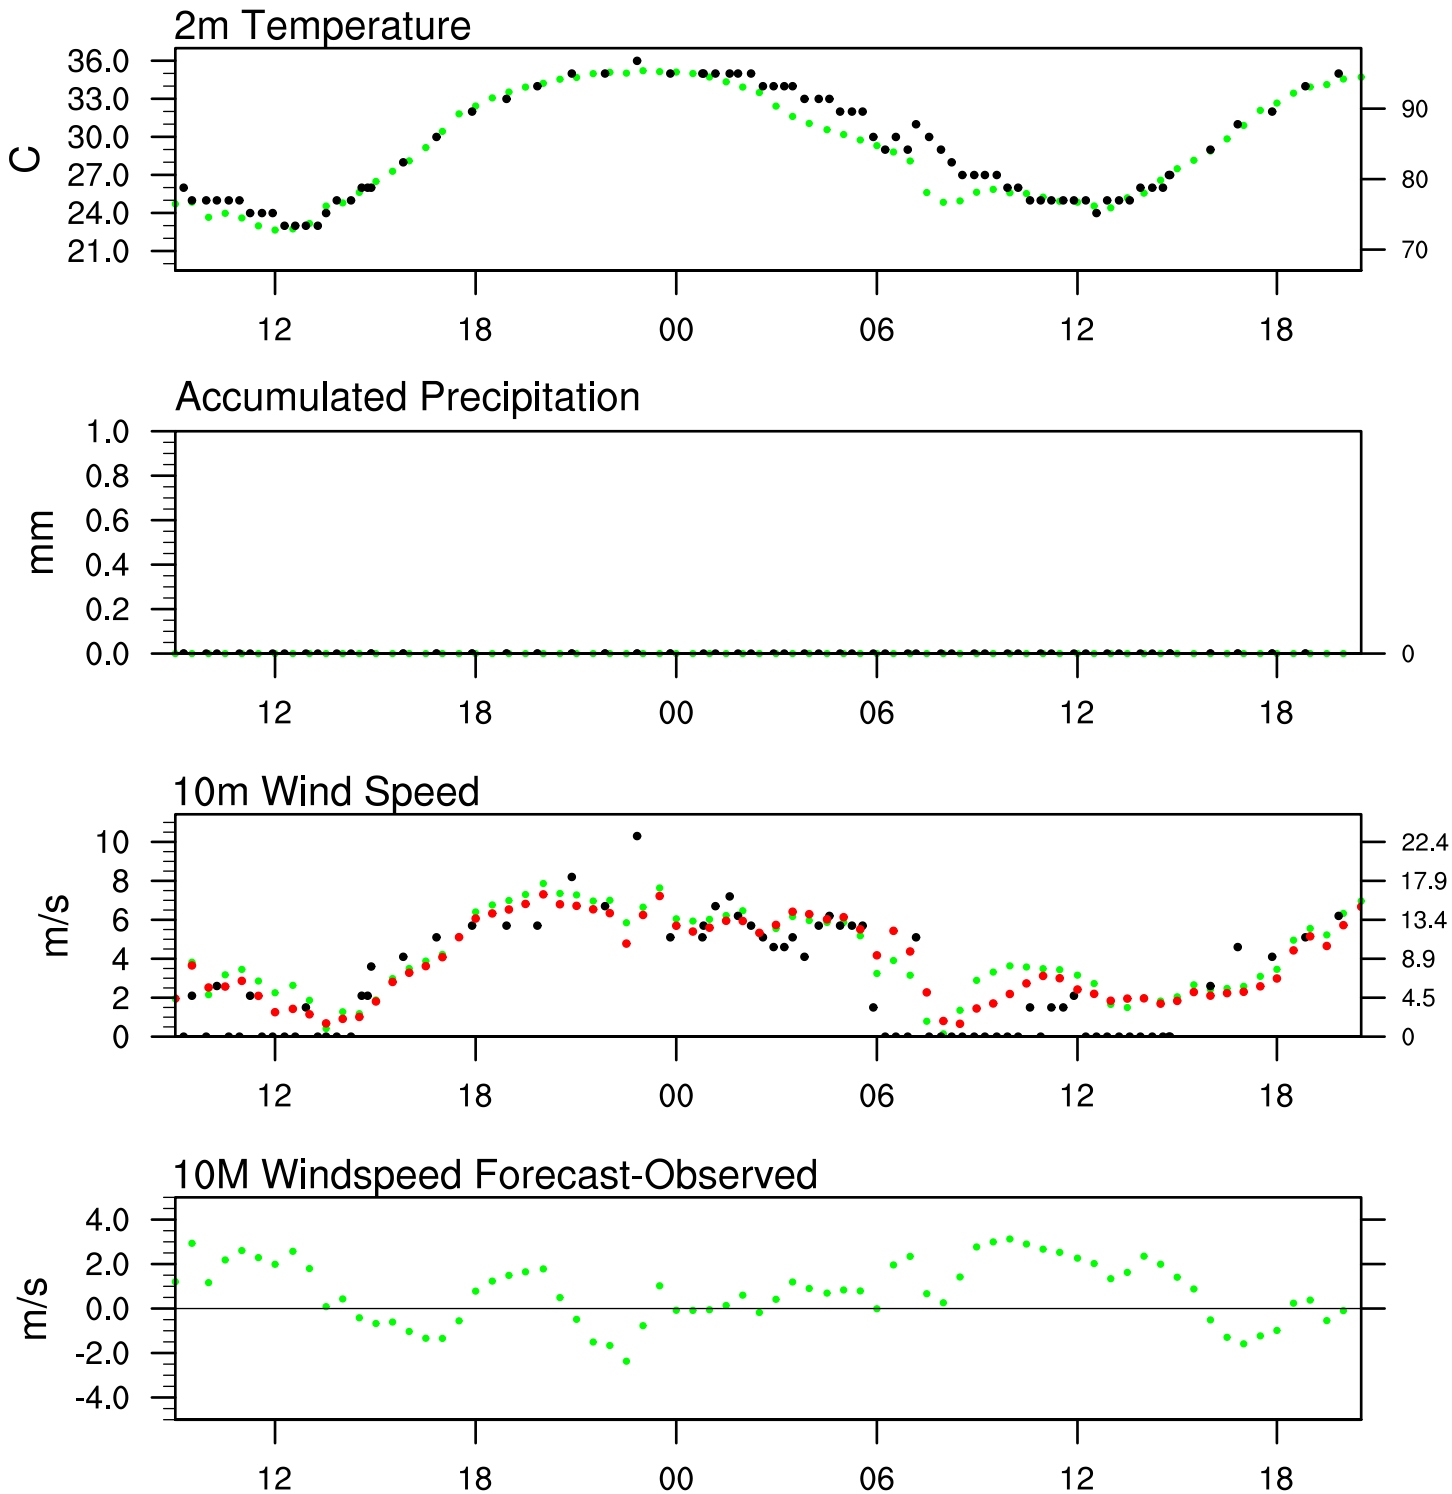 2m Temperature
36.0
33.0
30.0
27.0
24.0
21.0
C
90
80
70
12 18 00 06 12 18
Accumulated Precipitation
1.0
0.8
0.6
0.4
0.2
0.0
mm
0
12 18 00 06 12 18
10m Wind Speed
10
8
6
4
2
0
m/s
22.4
17.9
13.4
8.9
4.5
0
12 18 00 06 12 18
10M Windspeed Forecast-Observed
4.0
2.0
0.0
-2.0
-4.0
m/s
12 18 00 06 12 18